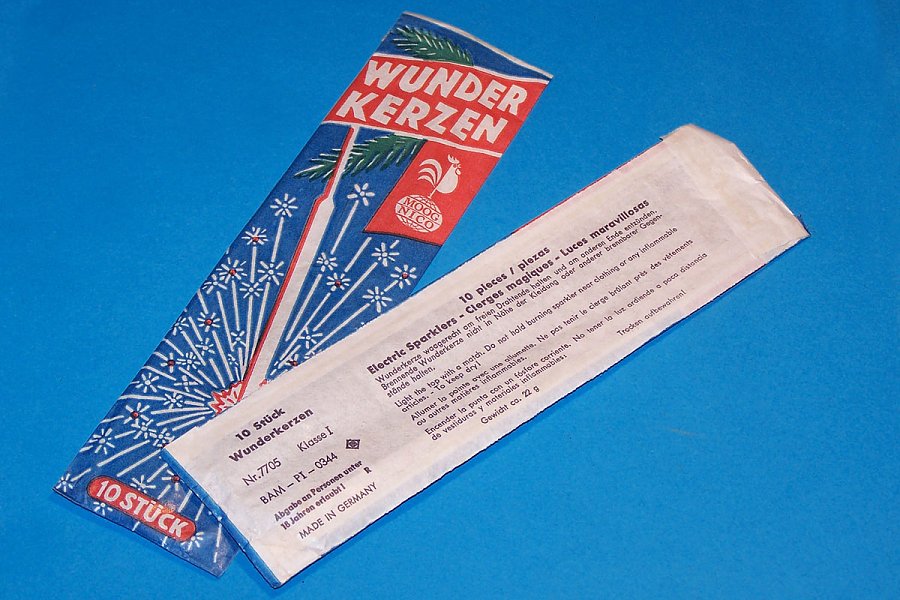 WUNDER
KERZEN
MOOG
NICO
10 STÜCK
10 pieces / piezas
Electric Sparklers - Cierges magiques - Luces maravillosas
Wunderkerze waagerecht am freien Drahtende halten und am anderen Ende entzünden.
Brennende Wunderkerze nicht in Nähe der Kleidung oder anderer brennbarer Gegen-
stände halten.
Light the top with a match. Do not hold burning sparkler near clothing or any inflammable
articles. - To keep dry!
Allumer la pointe avec une allumette. Ne pas tenir le cierge brûlant près des vêtements
ou autres matières inflammables.
Encender la punta con un fósforo corriente. No tener la luz ardiendo a poca distancia
de vestiduras y materiales inflammables!
Trocken aufbewahren!
Gewicht ca. 22 g
10 Stück
Wunderkerzen
Nr. 7705 Klasse I
BAM - PI - 0344
Abgabe an Personen unter
18 Jahren erlaubt! R
MADE IN GERMANY